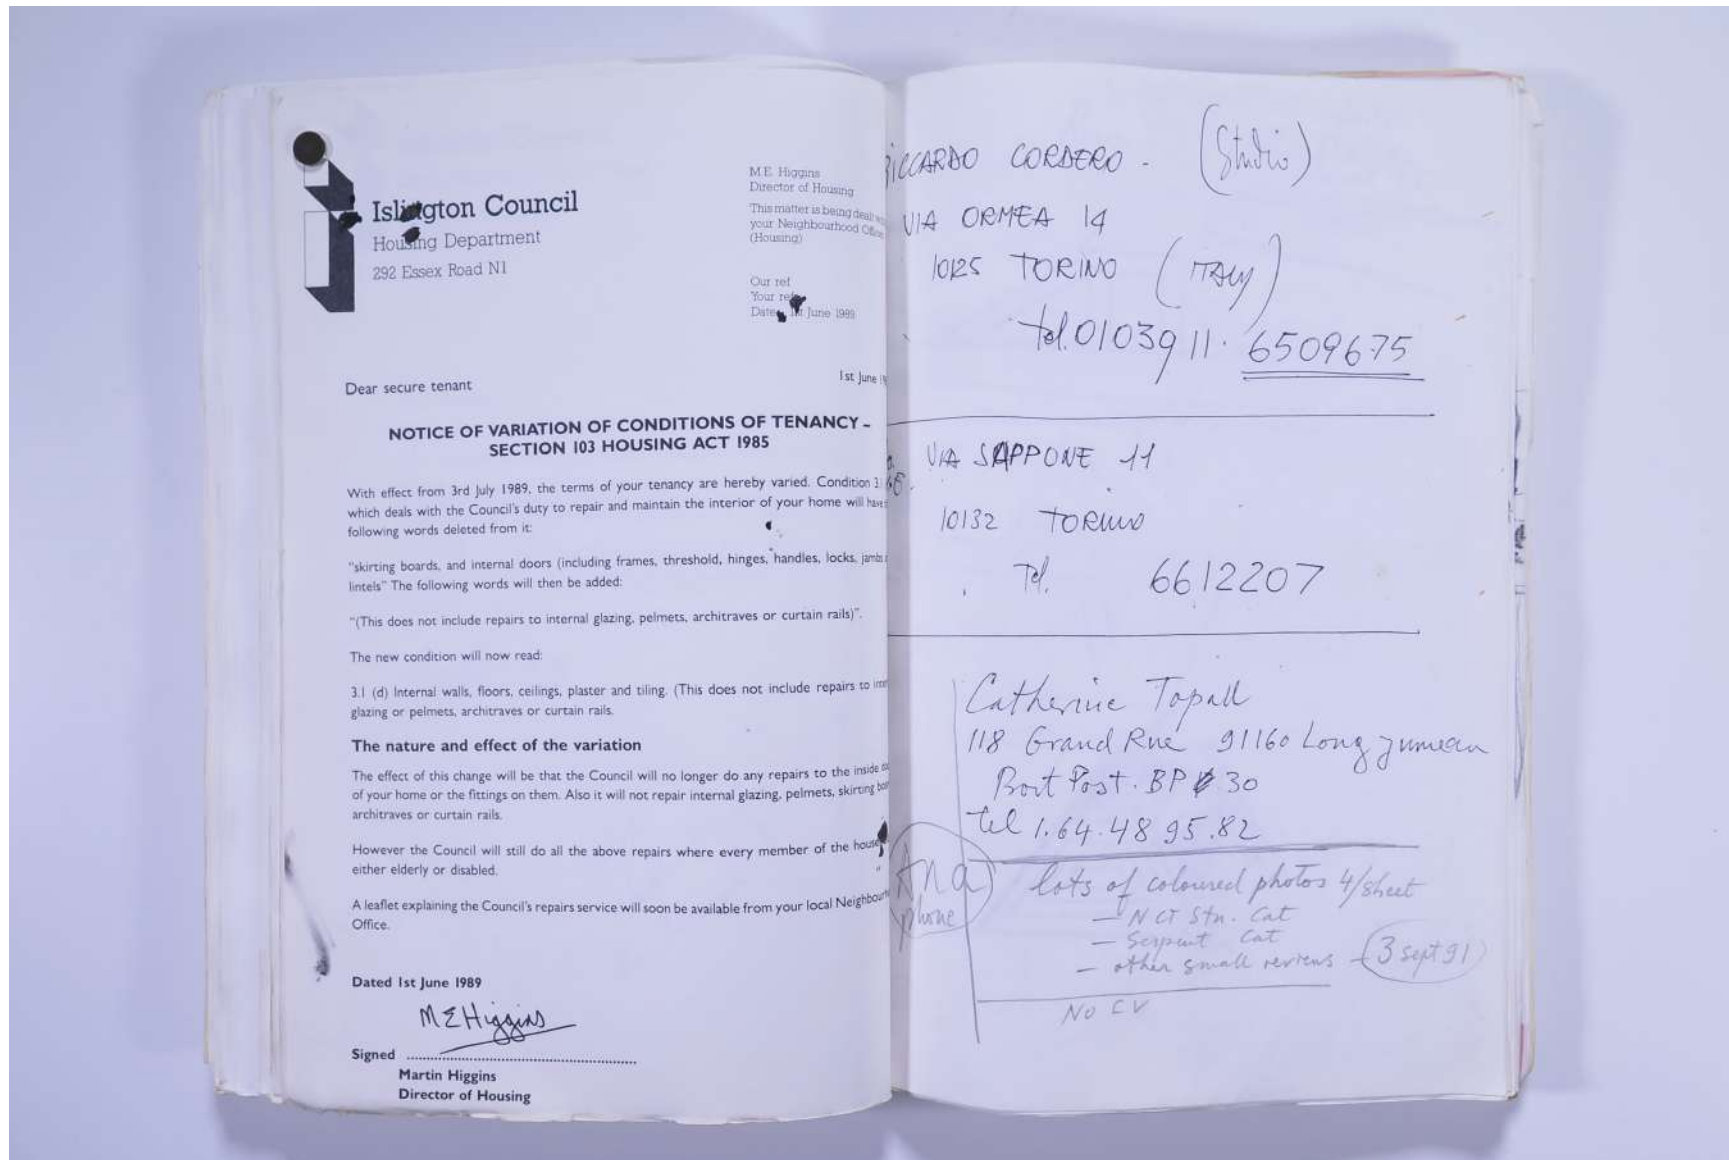 Islington Council
Housing Department
292 Essex Road N1
M.E. Higgins
Director of Housing
This matter is being dealt
your Neighbourhood Office
(Housing)
Our ref
Your ref
Date 1st June 1989
1st June 19
Dear secure tenant
NOTICE OF VARIATION OF CONDITIONS OF TENANCY –
SECTION 103 HOUSING ACT 1985
With effect from 3rd July 1989, the terms of your tenancy are hereby varied. Condition 3.
which deals with the Council's duty to repair and maintain the interior of your home will have
following words deleted from it:
"skirting boards, and internal doors (including frames, threshold, hinges, handles, locks, jambs
lintels" The following words will then be added:
"(This does not include repairs to internal glazing, pelmets, architraves or curtain rails)".
The new condition will now read:
3.1 (d) Internal walls, floors, ceilings, plaster and tiling. (This does not include repairs to inter
glazing or pelmets, architraves or curtain rails.
The nature and effect of the variation
The effect of this change will be that the Council will no longer do any repairs to the inside
of your home or the fittings on them. Also it will not repair internal glazing, pelmets, skirting boar
architraves or curtain rails.
However the Council will still do all the above repairs where every member of the house
either elderly or disabled.
A leaflet explaining the Council's repairs service will soon be available from your local Neighbourh
Office.
Dated 1st June 1989
M E Higgins
Signed
Martin Higgins
Director of Housing
RICCARDO CORDERO - (Studio)
VIA ORMEA 14
10125 TORINO (ITALY)
tel. 0103911. 6509675
VIA SAPPONE 11
10132 TORINO
Tel. 6612207
Catherine Topall
118 Grand Rue 91160 Longjumeau
Boit Post. BP 30
tel 1.64.48 95.82
Ana phone
lots of coloured photos 4/sheet
— N CT Stn. Cat
— Serpent Cat
— other small reviews — 3 sept 91
NO CV